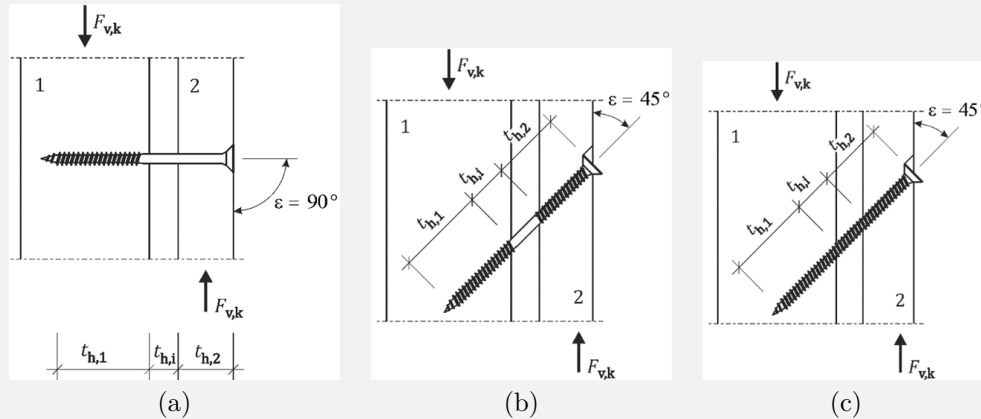 F_v,k
1
2
ε = 90°
F_v,k
t_h,1 t_h,i t_h,2
(a)
F_v,k
ε = 45°
1
t_h,2
t_h,i
t_h,1
2
F_v,k
(b)
F_v,k
ε = 45°
1
t_h,2
t_h,i
t_h,1
2
F_v,k
(c)